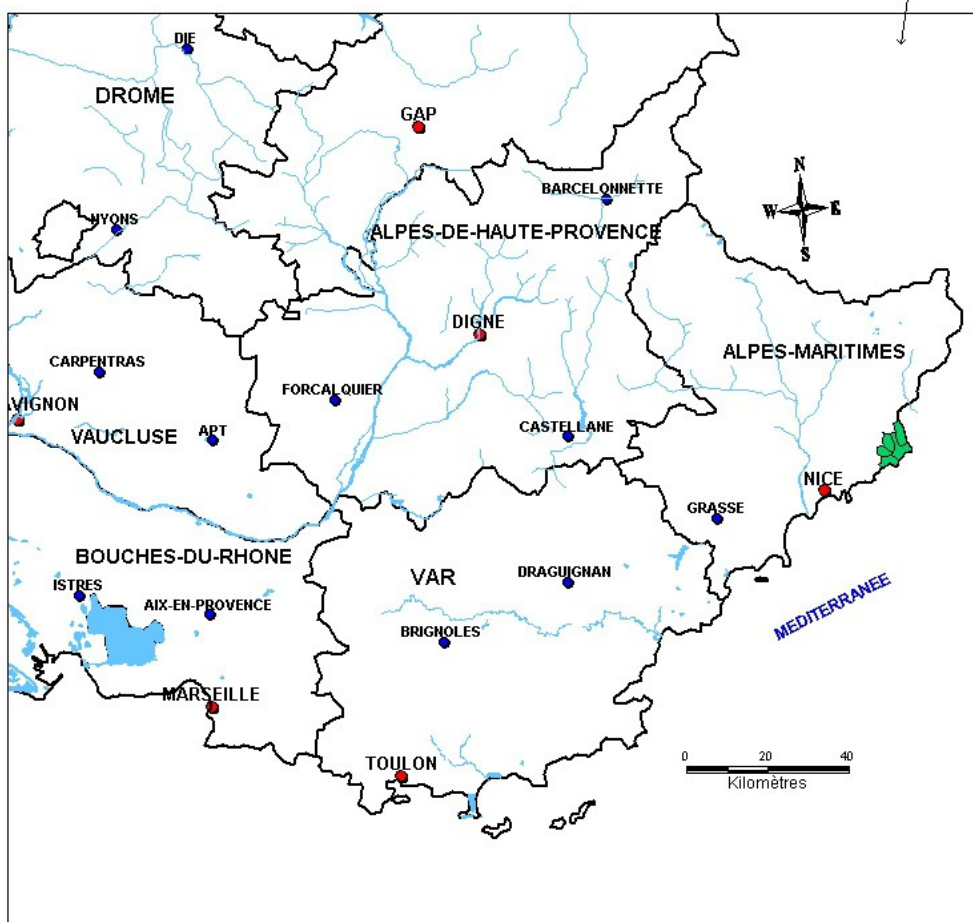 DIE
DROME
GAP
N
BARCELONNETTE
W E
NYONS
ALPES-DE-HAUTE-PROVENCE
S
DIGNE
ALPES-MARITIMES
CARPENTRAS
FORCALQUIER
AVIGNON
VAUCLUSE
APT
CASTELLANE
NICE
GRASSE
BOUCHES-DU-RHONE
VAR
DRAGUIGNAN
ISTRES
AIX-EN-PROVENCE
MEDITERRANEE
BRIGNOLES
MARSEILLE
TOULON
0 20 40
Kilomètres